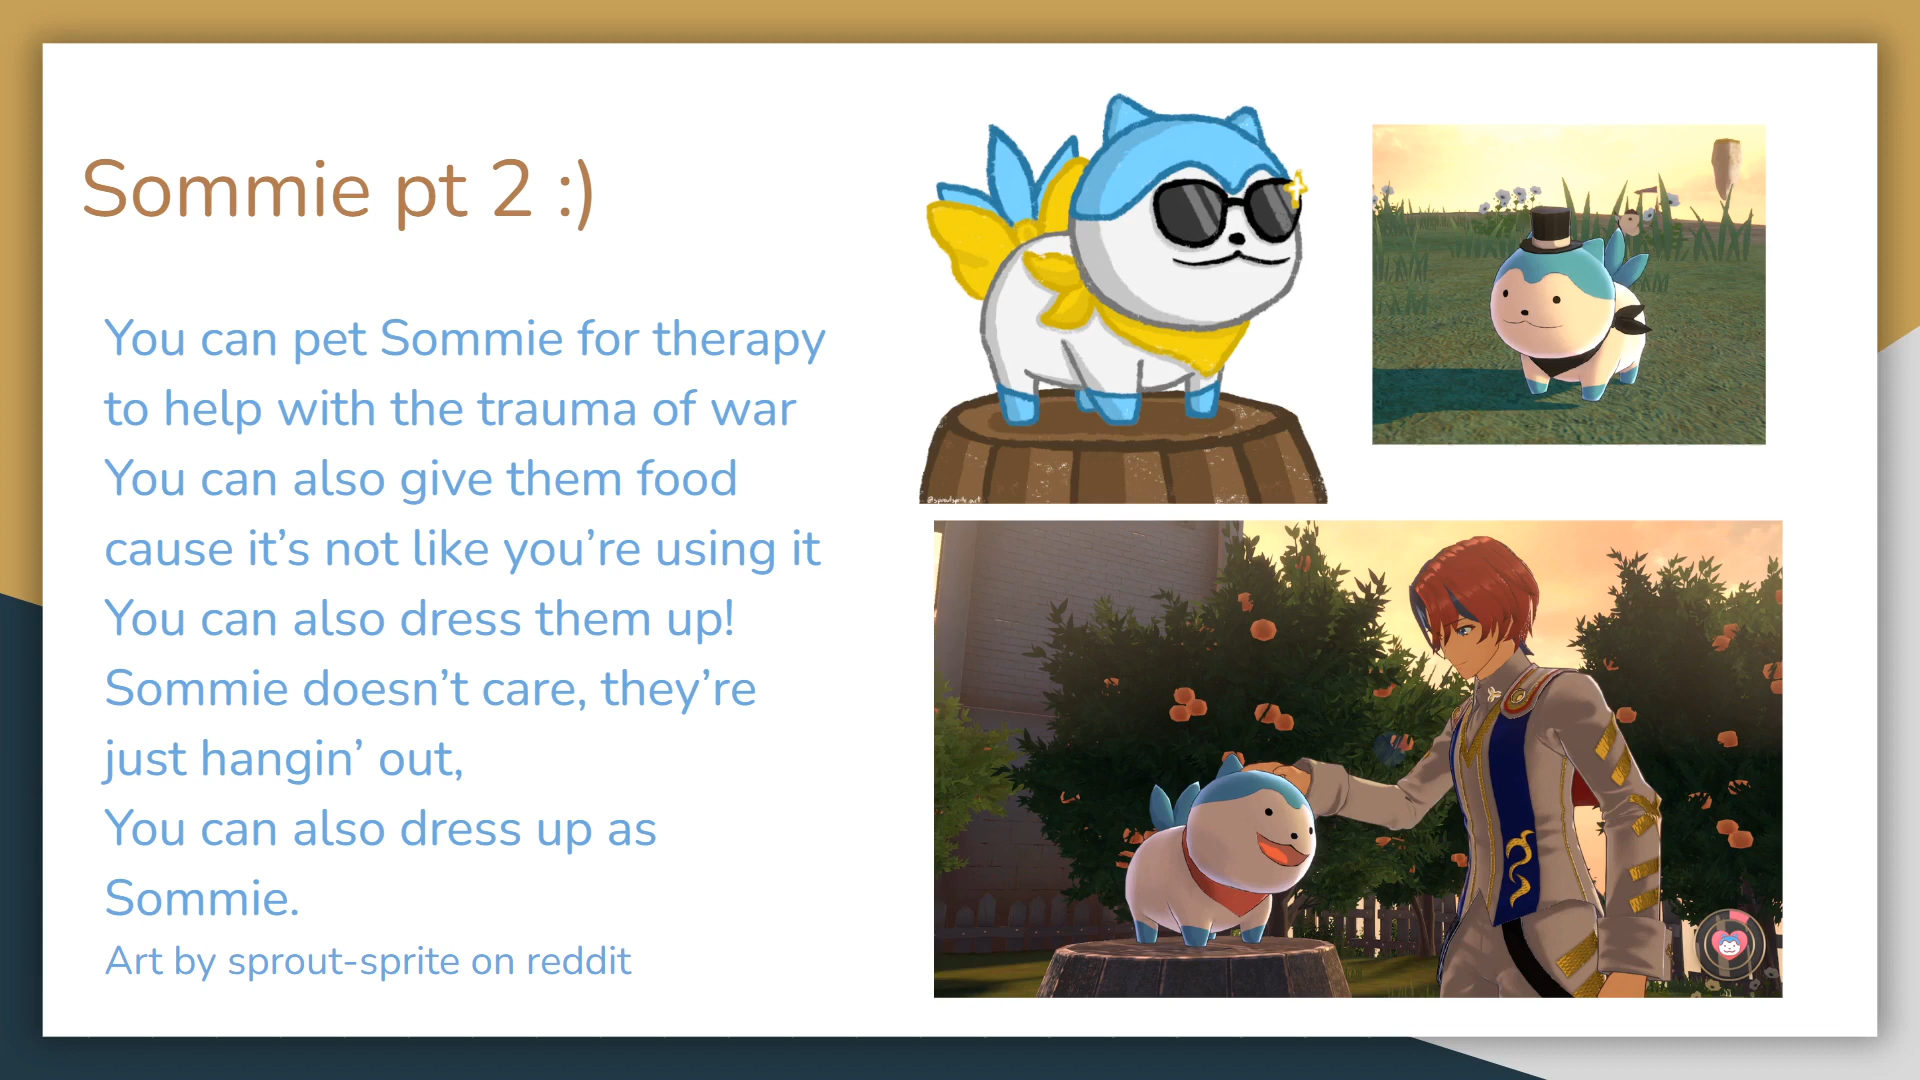 Sommie pt 2 :)
You can pet Sommie for therapy
to help with the trauma of war
You can also give them food
cause it’s not like you’re using it
You can also dress them up!
Sommie doesn’t care, they’re
just hangin’ out,
You can also dress up as
Sommie.
Art by sprout-sprite on reddit